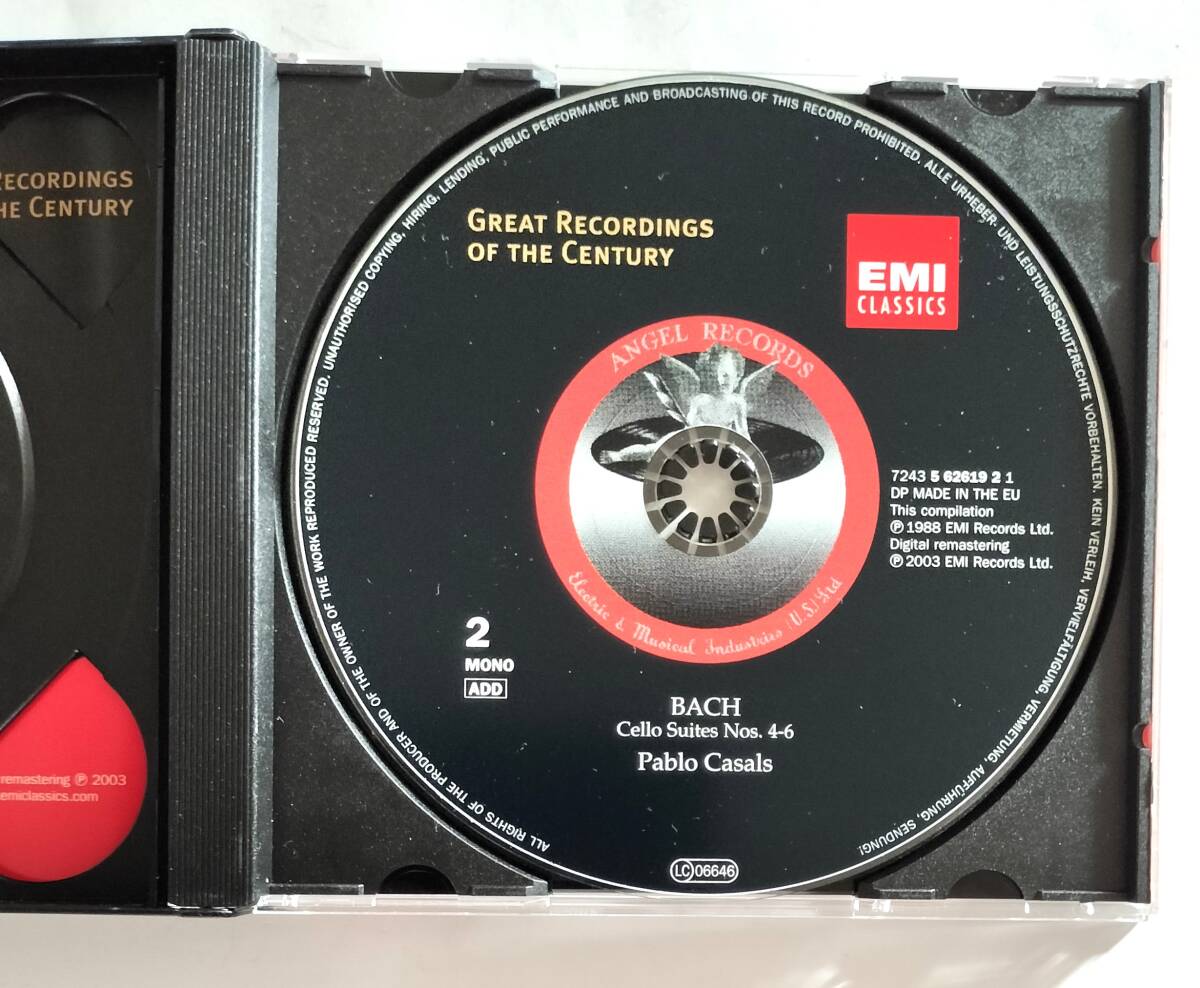 RECORDINGS
THE CENTURY
remastering ℗ 2003
emiclassics.com
ALL RIGHTS OF THE PRODUCER AND OF THE OWNER OF THE WORK REPRODUCED RESERVED. UNAUTHORISED COPYING, HIRING, LENDING, PUBLIC PERFORMANCE AND BROADCASTING OF THIS RECORD PROHIBITED. ALLE URHEBER- UND LEISTUNGSSCHUTZRECHTE VORBEHALTEN. KEIN VERLEIH, VERVIELFÄLTIGUNG, VERMIETUNG, AUFFÜHRUNG, SENDUNG!
GREAT RECORDINGS
OF THE CENTURY
EMI
CLASSICS
ANGEL RECORDS
Electric & Musical Industries (U.S.) Ltd
7243 5 62619 2 1
DP MADE IN THE EU
This compilation
℗ 1988 EMI Records Ltd.
Digital remastering
℗ 2003 EMI Records Ltd.
2
MONO
ADD
BACH
Cello Suites Nos. 4-6
Pablo Casals
LC 06646